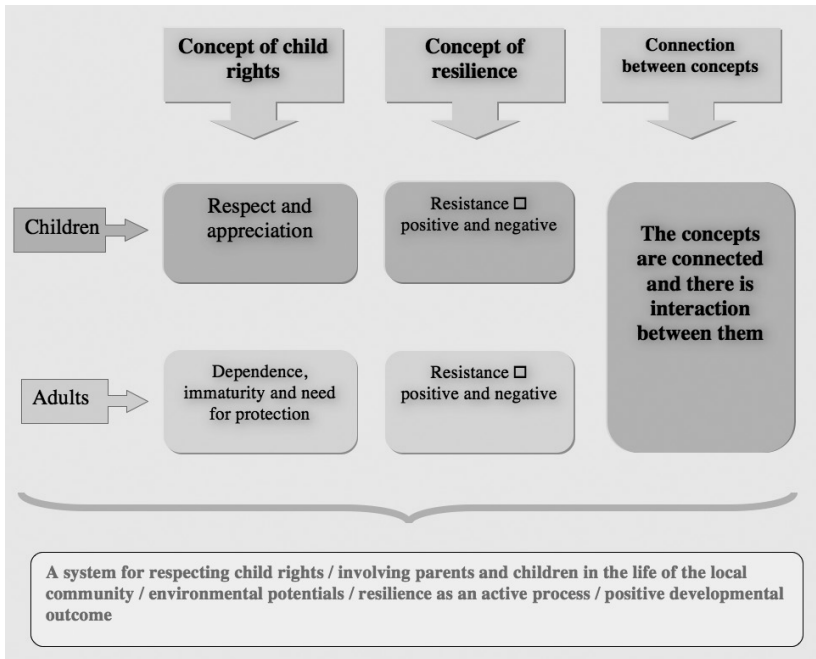 Concept of child
rights
Concept of
resilience
Connection
between concepts
Children
Respect and
appreciation
Resistance □
positive and negative
The concepts
are connected
and there is
interaction
between them
Adults
Dependence,
immaturity and need
for protection
Resistance □
positive and negative
A system for respecting child rights / involving parents and children in the life of the local
community / environmental potentials / resilience as an active process / positive developmental
outcome